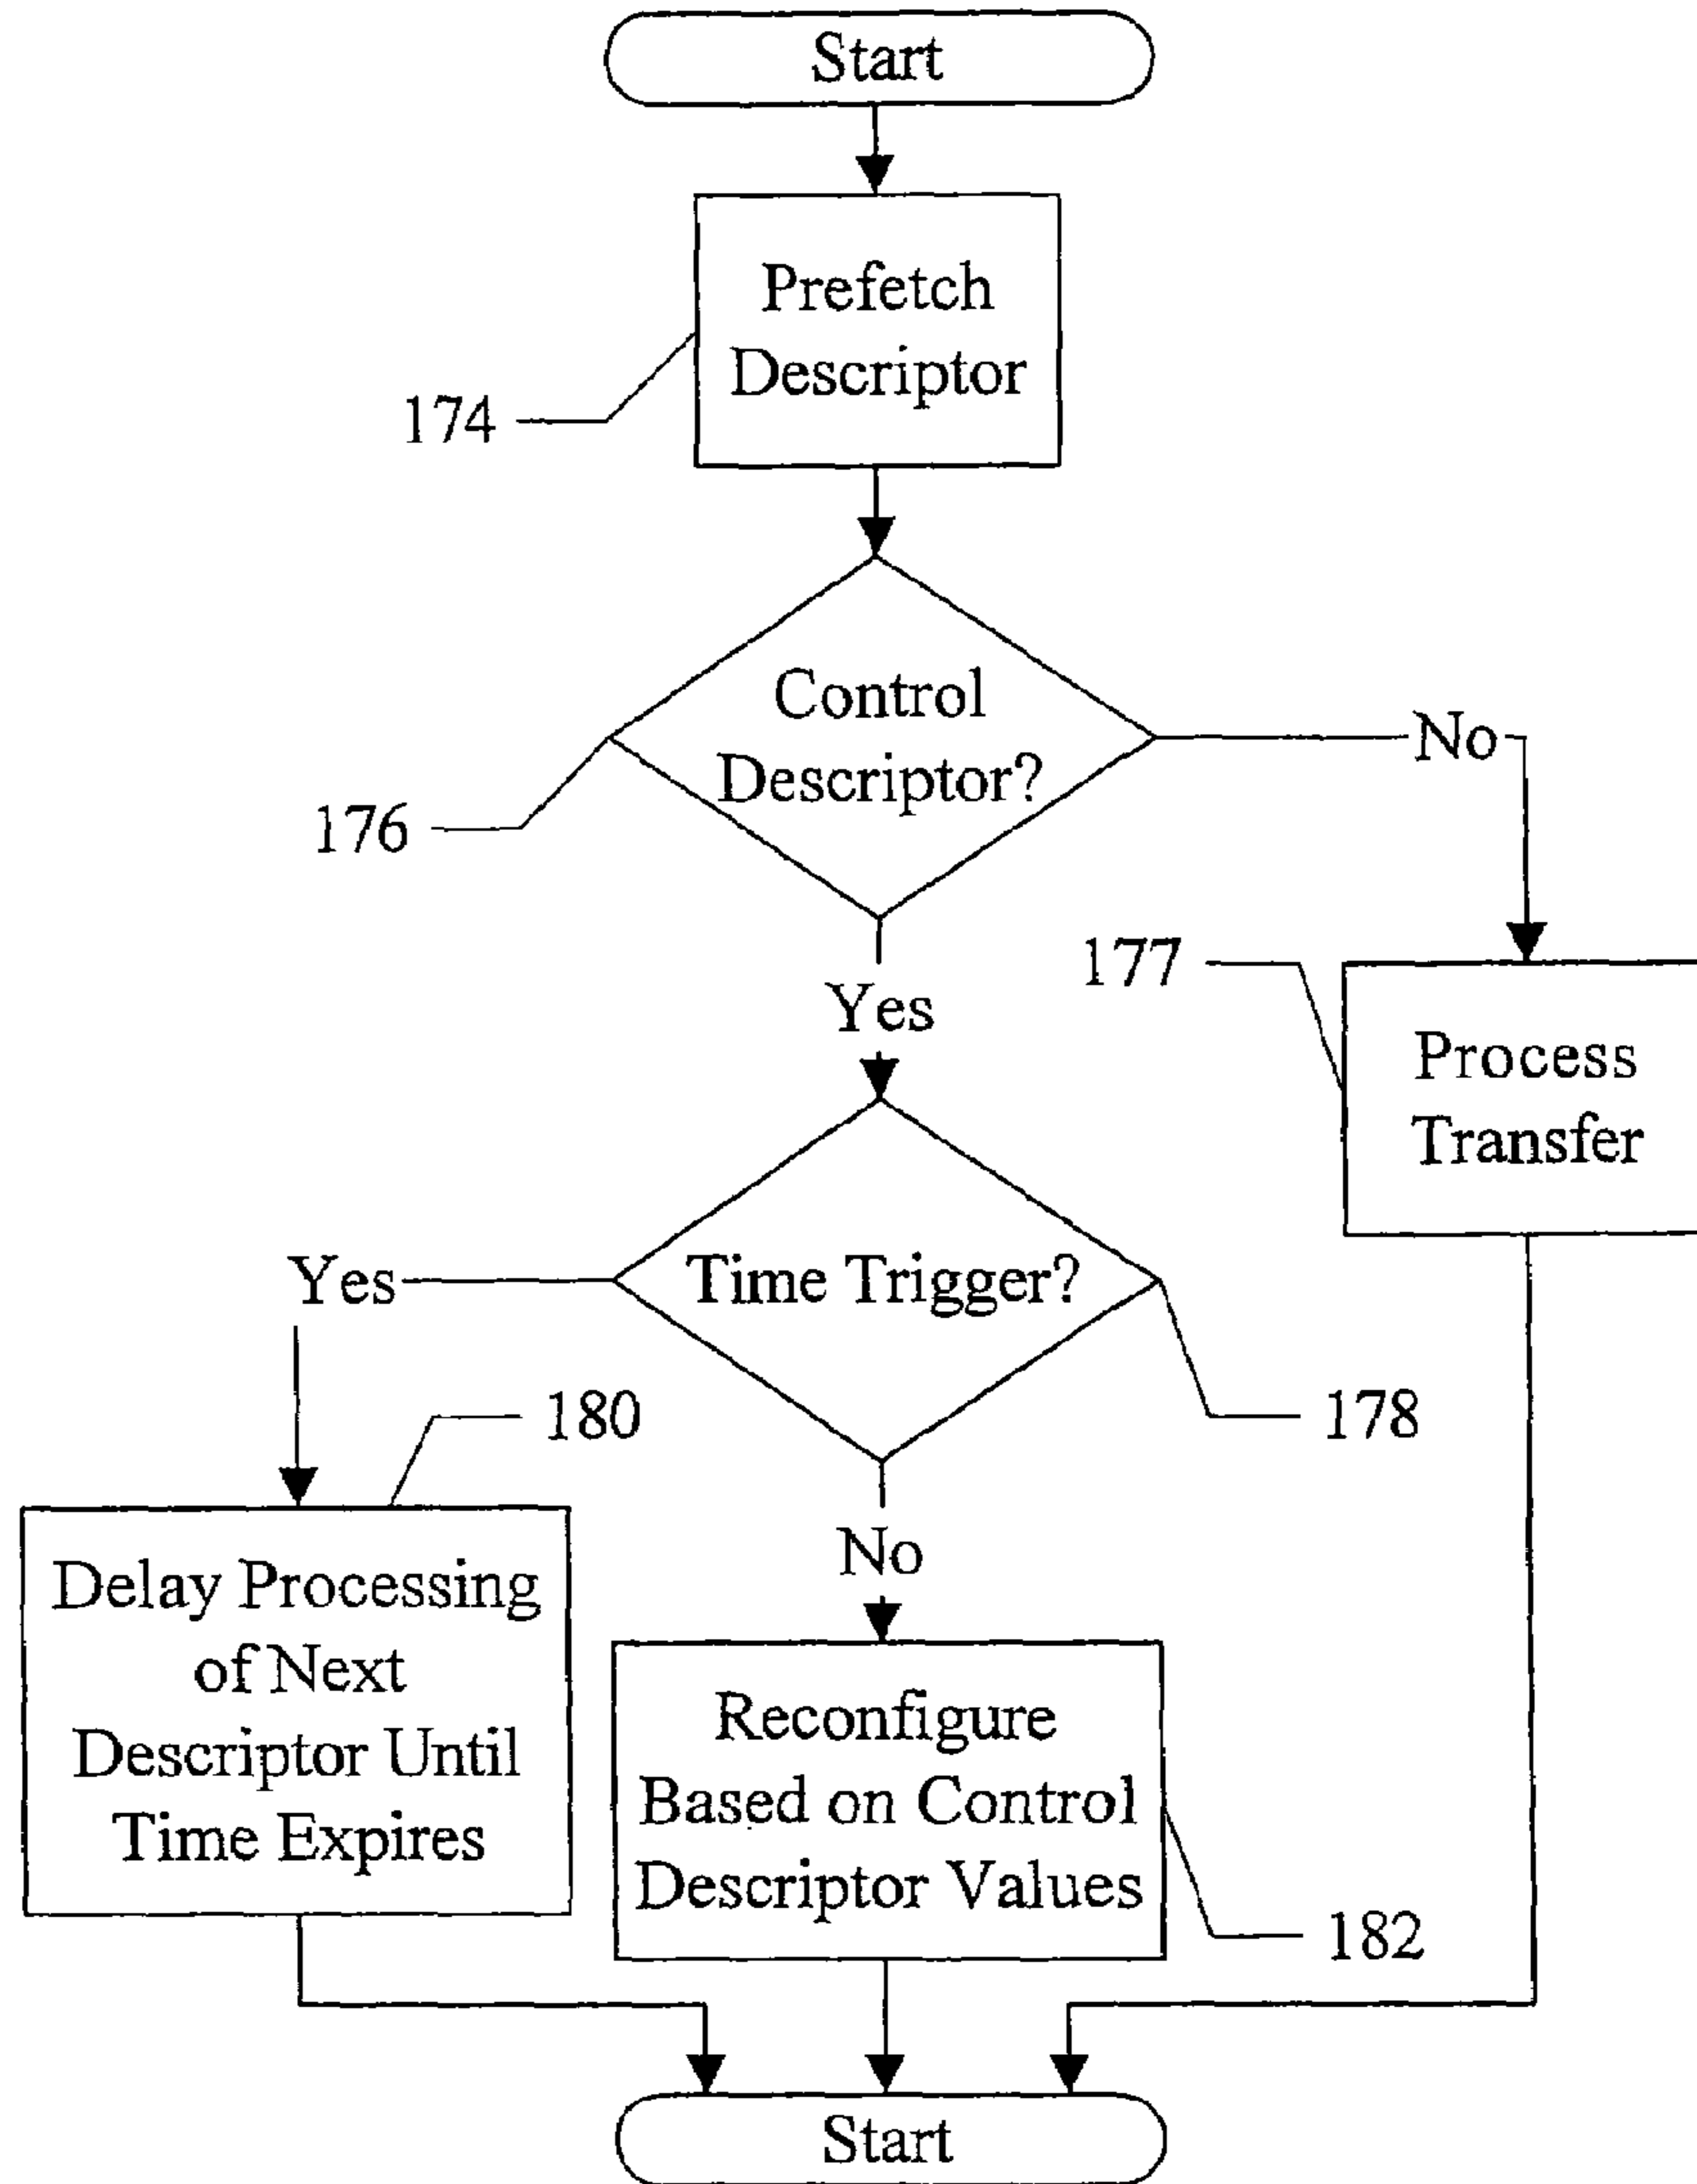 Start
Prefetch
Descriptor
174
Control
Descriptor?
No
176
177
Yes
Process
Transfer
Yes
Time Trigger?
180
178
No
Delay Processing
of Next
Descriptor Until
Time Expires
Reconfigure
Based on Control
Descriptor Values
182
Start